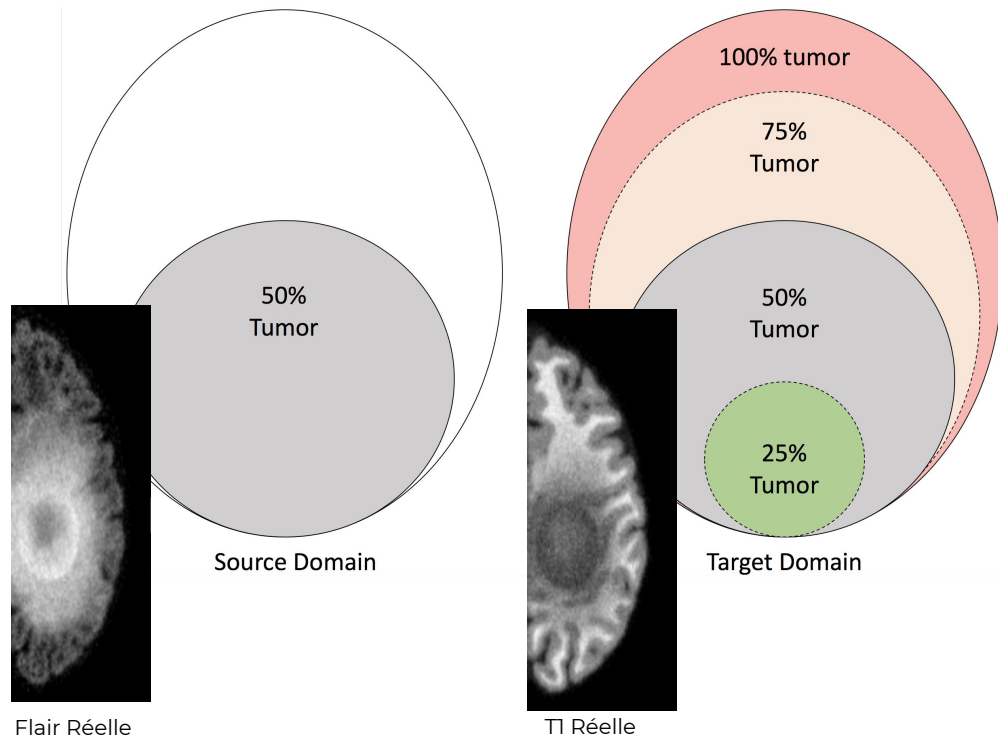 100% tumor
75%
Tumor
50%
Tumor
50%
Tumor
25%
Tumor
Source Domain
Target Domain
Flair Réelle
T1 Réelle